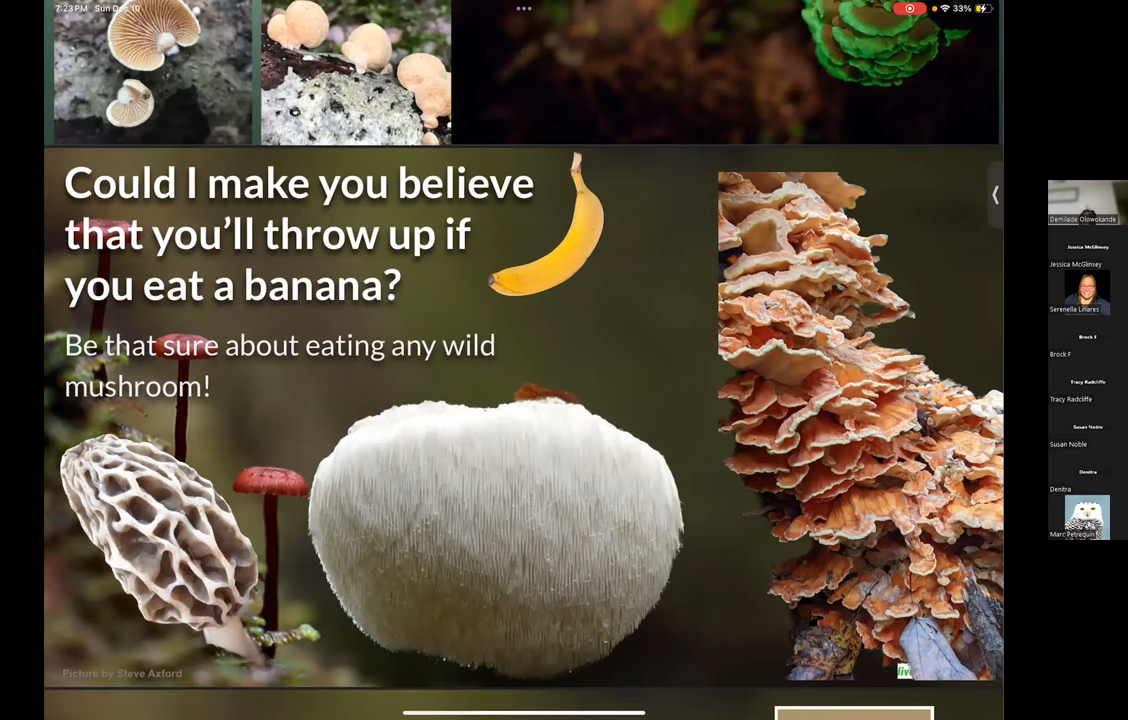 7:23 PM Sun Dec 10
33%
Could I make you believe
that you'll throw up if
you eat a banana?
Be that sure about eating any wild
mushroom!
Picture by Steve Axford
live
Demilade Olowokande
Jessica McGlinsey
Jessica McGlinsey
Serenella Linares
Brock F
Brock F
Tracy Radcliffe
Tracy Radcliffe
Susan Noble
Susan Noble
Denitra
Denitra
Marc Petrequin